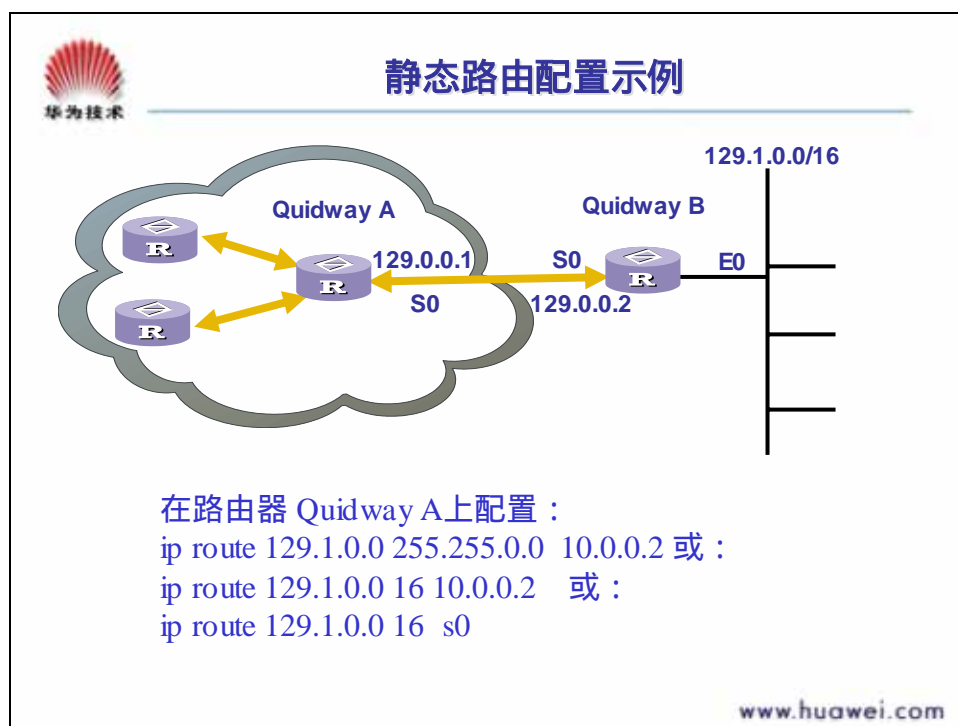 华为技术
静态路由配置示例
129.1.0.0/16
Quidway A
Quidway B
R
R
129.0.0.1
S0
R
E0
R
S0
129.0.0.2
在路由器 Quidway A上配置：
ip route 129.1.0.0 255.255.0.0 10.0.0.2 或：
ip route 129.1.0.0 16 10.0.0.2 或：
ip route 129.1.0.0 16 s0
www.huawei.com